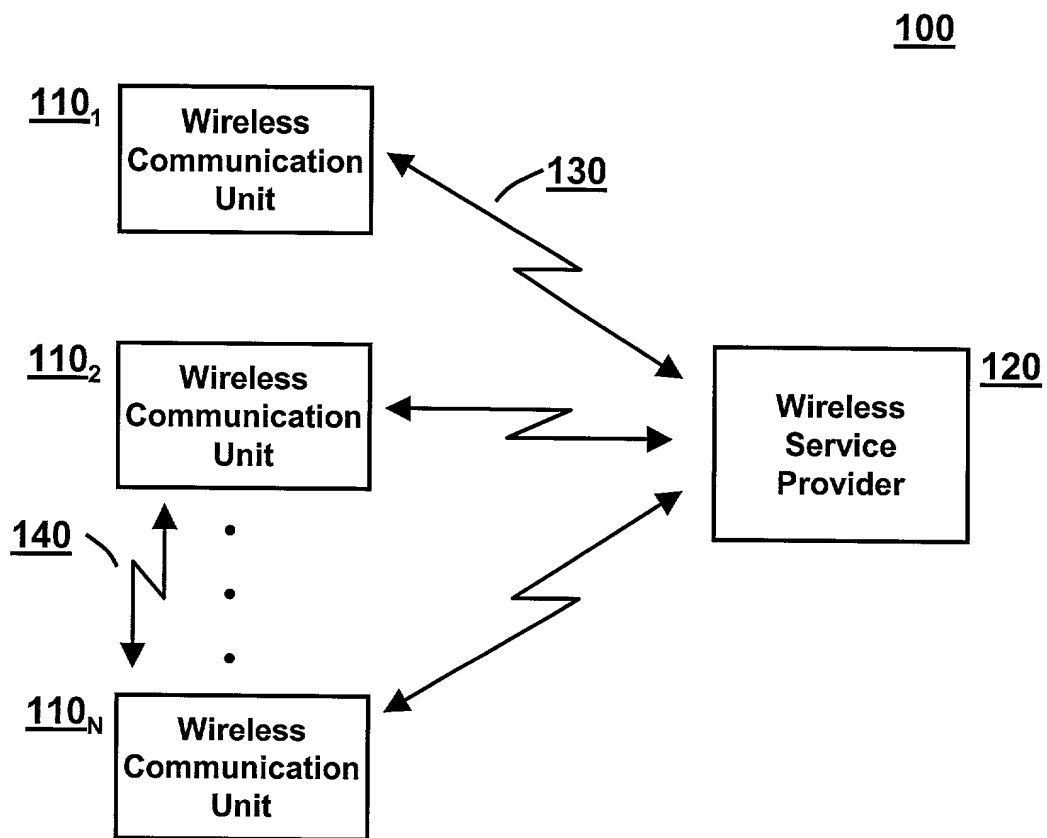 100
110₁
Wireless
Communication
Unit
130
110₂
Wireless
Communication
Unit
120
Wireless
Service
Provider
140
110N
Wireless
Communication
Unit